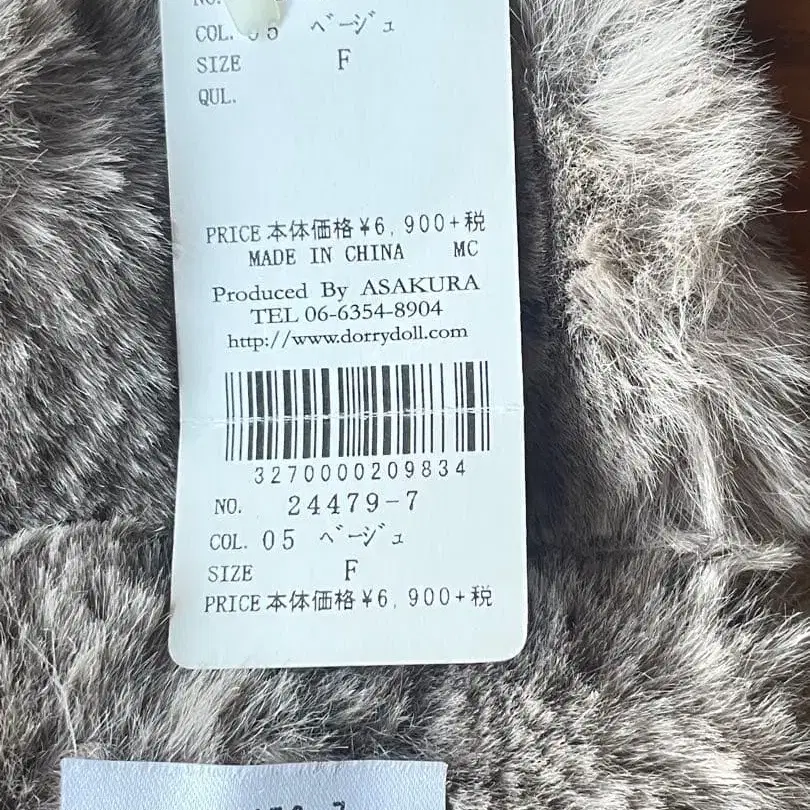 NO.
COL. 05 ベージュ
SIZE F
QUL.
PRICE 本体価格 ¥6,900+税
MADE IN CHINA MC
Produced By ASAKURA
TEL 06-6354-8904
http://www.dorrydoll.com
3270000209834
NO. 24479-7
COL. 05 ベージュ
SIZE F
PRICE 本体価格 ¥6,900+税